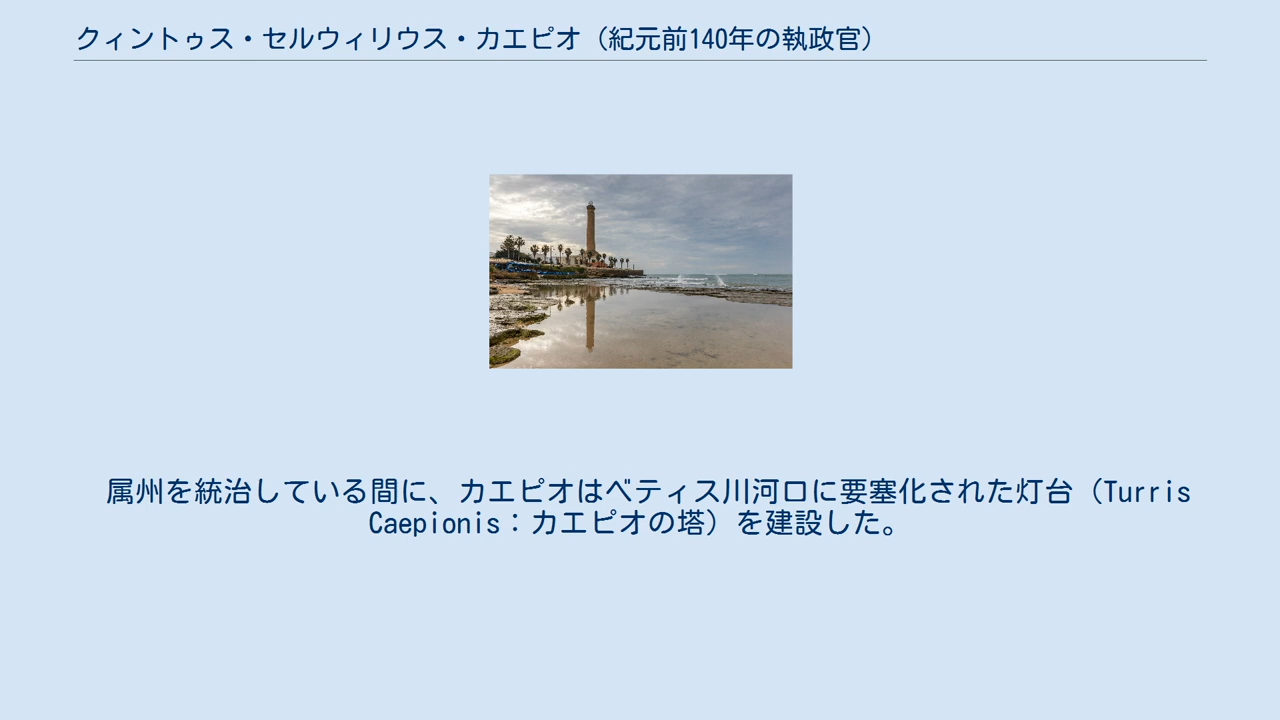 クィントゥス・セルウィリウス・カエピオ（紀元前140年の執政官）
属州を統治している間に、カエピオはベティス川河口に要塞化された灯台（Turris
Caepionis：カエピオの塔）を建設した。